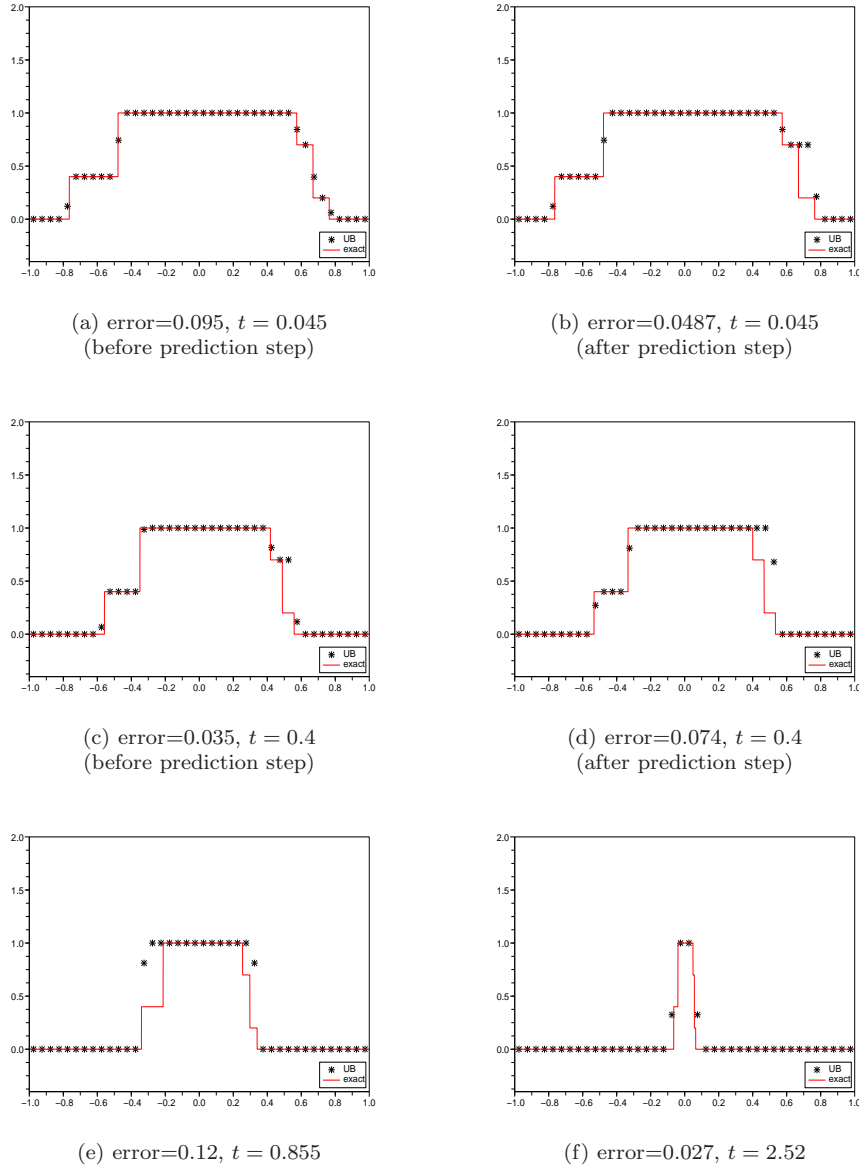 2.0
1.5
1.0
0.5
0.0
−1.0 −0.8 −0.6 −0.4 −0.2 0.0 0.2 0.4 0.6 0.8 1.0
UB
exact
(a) error=0.095, t = 0.045
(before prediction step)
2.0
1.5
1.0
0.5
0.0
−1.0 −0.8 −0.6 −0.4 −0.2 0.0 0.2 0.4 0.6 0.8 1.0
UB
exact
(b) error=0.0487, t = 0.045
(after prediction step)
2.0
1.5
1.0
0.5
0.0
−1.0 −0.8 −0.6 −0.4 −0.2 0.0 0.2 0.4 0.6 0.8 1.0
UB
exact
(c) error=0.035, t = 0.4
(before prediction step)
2.0
1.5
1.0
0.5
0.0
−1.0 −0.8 −0.6 −0.4 −0.2 0.0 0.2 0.4 0.6 0.8 1.0
UB
exact
(d) error=0.074, t = 0.4
(after prediction step)
2.0
1.5
1.0
0.5
0.0
−1.0 −0.8 −0.6 −0.4 −0.2 0.0 0.2 0.4 0.6 0.8 1.0
UB
exact
(e) error=0.12, t = 0.855
2.0
1.5
1.0
0.5
0.0
−1.0 −0.8 −0.6 −0.4 −0.2 0.0 0.2 0.4 0.6 0.8 1.0
UB
exact
(f) error=0.027, t = 2.52